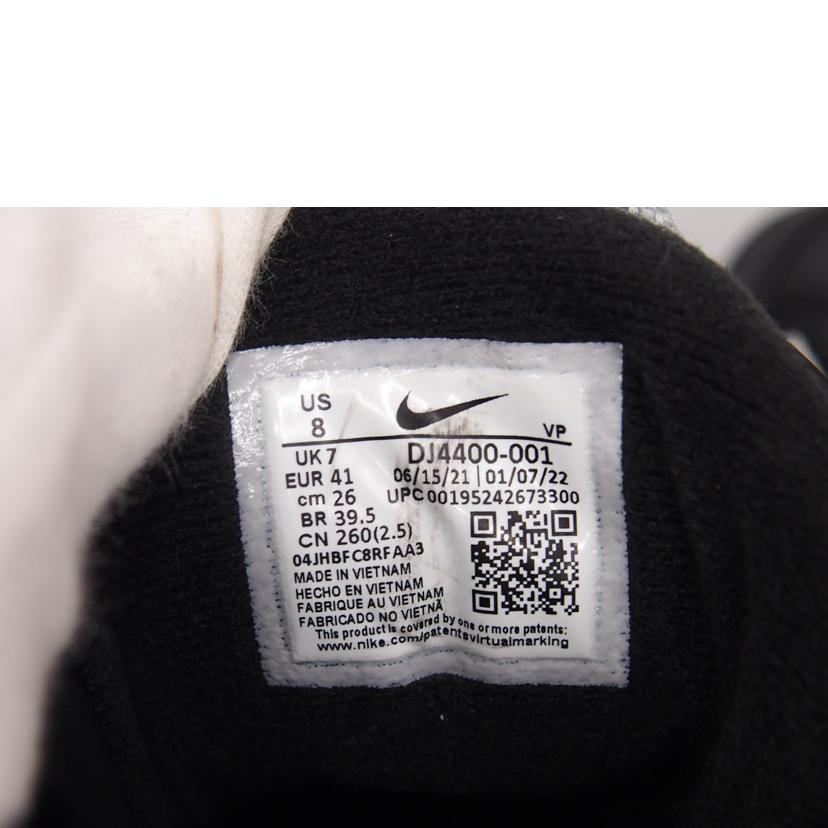 US
8
VP
UK 7
DJ4400-001
EUR 41
06/15/21 | 01/07/22
cm 26
UPC 00195242673300
BR 39.5
CN 260(2.5)
04JHBFC8RFAA3
MADE IN VIETNAM
HECHO EN VIETNAM
FABRIQUE AU VIETNAM
FABRICADO NO VIETNÃ
This product is covered by one or more patents:
www.nike.com/patentsvirtualmarking